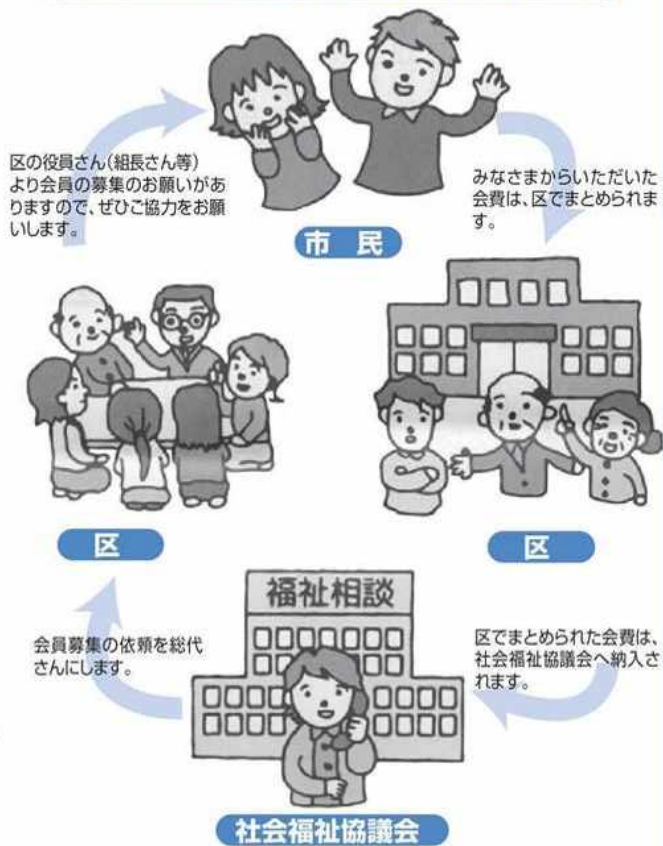 区の役員さん(組長さん等)
より会員の募集のお願いがあ
りますので、ぜひご協力をお願
いします。
みなさまからいただいた
会費は、区でまとめられま
す。
市民
区
区
福祉相談
会員募集の依頼を総代
さんにします。
区でまとめられた会費は、
社会福祉協議会へ納入さ
れます。
社会福祉協議会